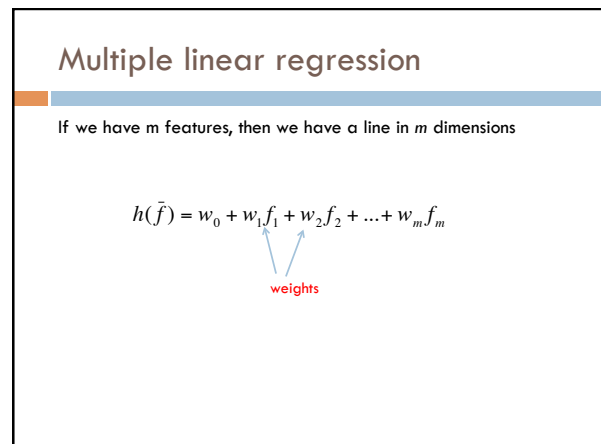 Multiple linear regression
If we have m features, then we have a line in m dimensions
h(f̄) = w₀ + w₁f₁ + w₂f₂ + ... + wₘfₘ
weights